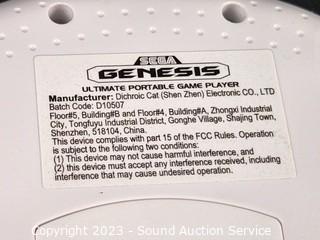 SEGA
GENESIS
ULTIMATE PORTABLE GAME PLAYER
Manufacturer: Dichroic Cat (Shen Zhen) Electronic CO., LTD
Batch Code: D10507
Floor#5, Building#B and Floor#4, Building#A, Zhongxi Industrial
City, Tongfuyu Industrial District, Gonghe Village, Shajing Town,
Shenzhen, 518104, China.
This device complies with part 15 of the FCC Rules. Operation
is subject to the following two conditions:
(1) This device may not cause harmful interference, and
(2) this device must accept any interference received, including
interference that may cause undesired operation.
Copyright 2023 - Sound Auction Service